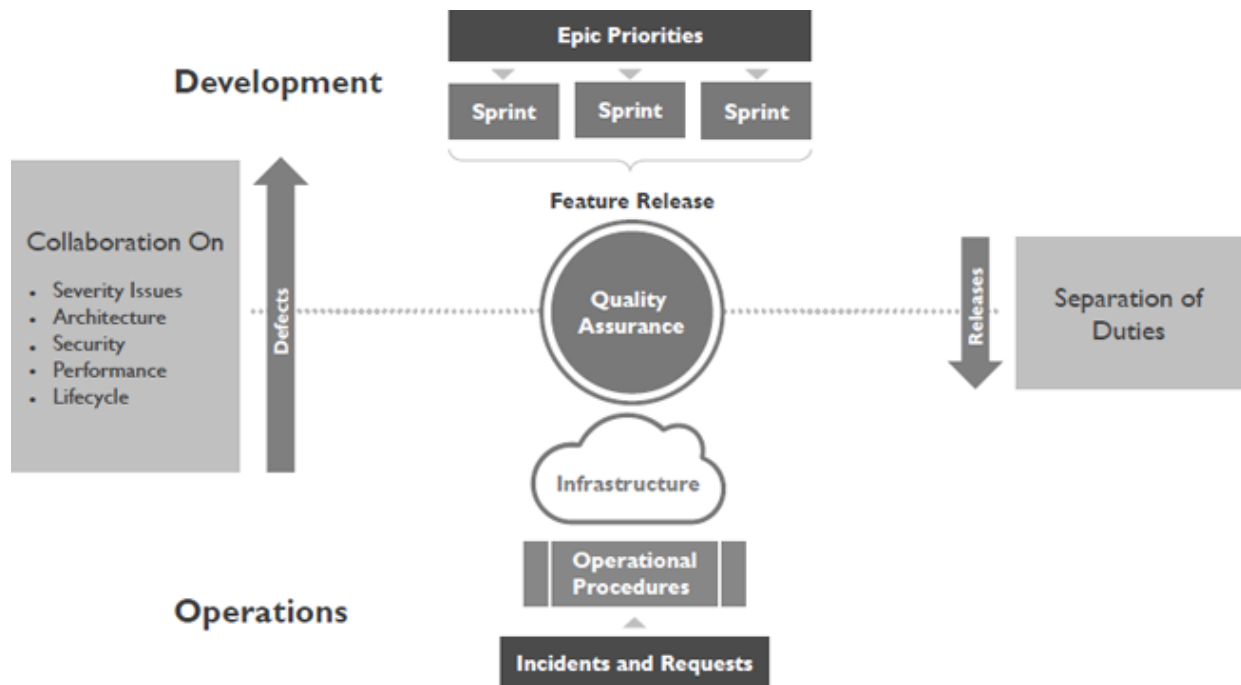 Epic Priorities
Development
Sprint
Sprint
Sprint
Feature Release
Collaboration On
• Severity Issues
• Architecture
• Security
• Performance
• Lifecycle
Defects
Quality
Assurance
Releases
Separation of
Duties
Infrastructure
Operational
Procedures
Operations
Incidents and Requests